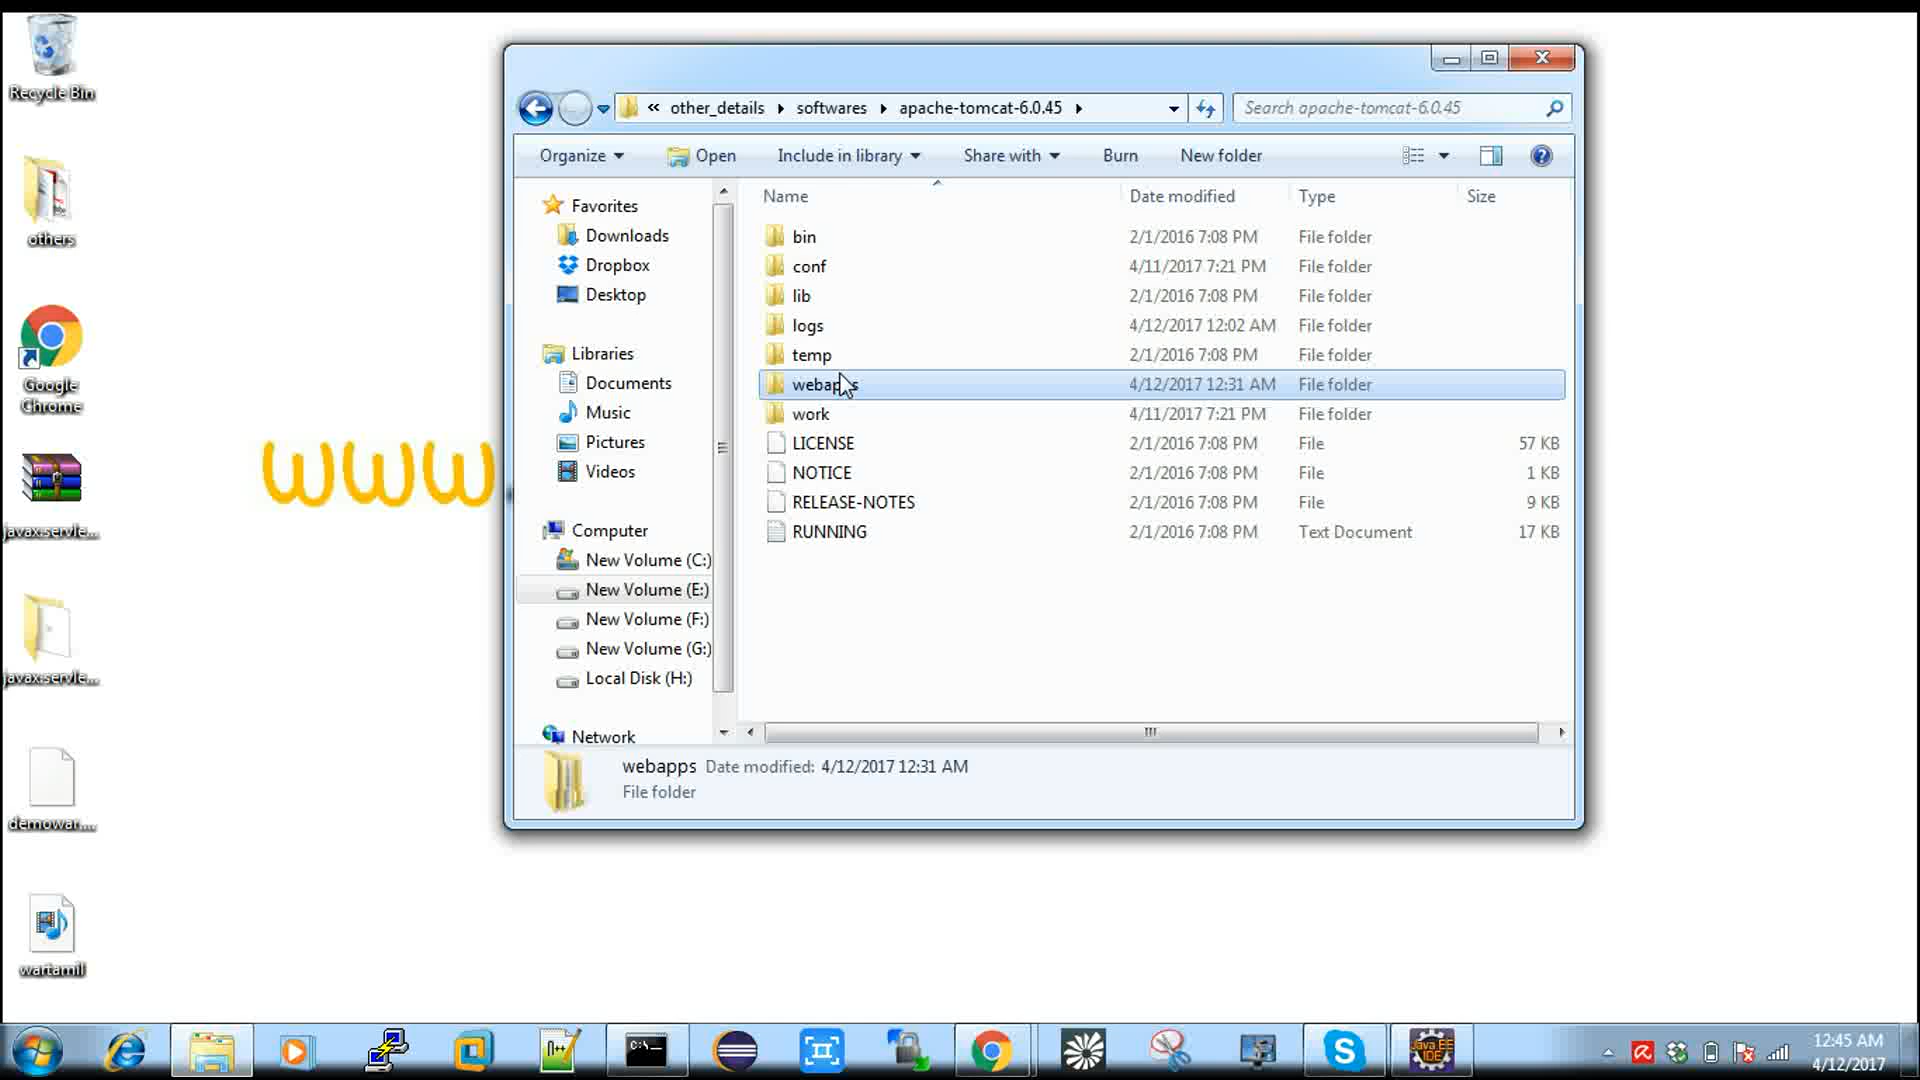 Recycle Bin
others
Google
Chrome
javax.servle...
javax.servle...
demowar....
wartamil
www
« other_details softwares apache-tomcat-6.0.45
Search apache-tomcat-6.0.45
Organize Open Include in library Share with Burn New folder
Favorites
Downloads
Dropbox
Desktop
Libraries
Documents
Music
Pictures
Videos
Computer
New Volume (C:)
New Volume (E:)
New Volume (F:)
New Volume (G:)
Local Disk (H:)
Network
Name Date modified Type Size
bin 2/1/2016 7:08 PM File folder
conf 4/11/2017 7:21 PM File folder
lib 2/1/2016 7:08 PM File folder
logs 4/12/2017 12:02 AM File folder
temp 2/1/2016 7:08 PM File folder
webapps 4/12/2017 12:31 AM File folder
work 4/11/2017 7:21 PM File folder
LICENSE 2/1/2016 7:08 PM File 57 KB
NOTICE 2/1/2016 7:08 PM File 1 KB
RELEASE-NOTES 2/1/2016 7:08 PM File 9 KB
RUNNING 2/1/2016 7:08 PM Text Document 17 KB
webapps Date modified: 4/12/2017 12:31 AM
File folder
N++
C:\
Java EE
IDE
12:45 AM
4/12/2017